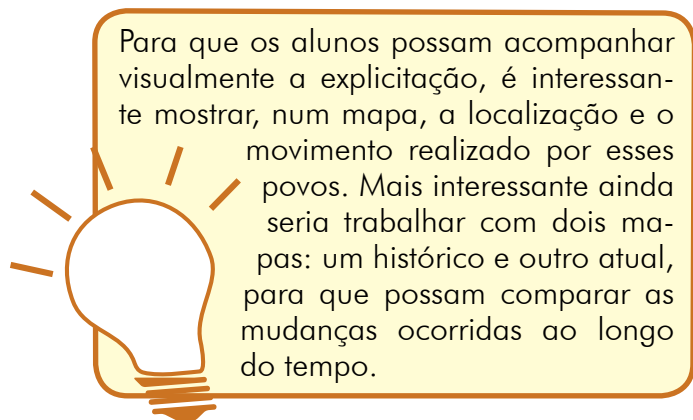 Para que os alunos possam acompanhar
visualmente a explicitação, é interessan-
te mostrar, num mapa, a localização e o
movimento realizado por esses
povos. Mais interessante ainda
seria trabalhar com dois ma-
pas: um histórico e outro atual,
para que possam comparar as
mudanças ocorridas ao longo
do tempo.